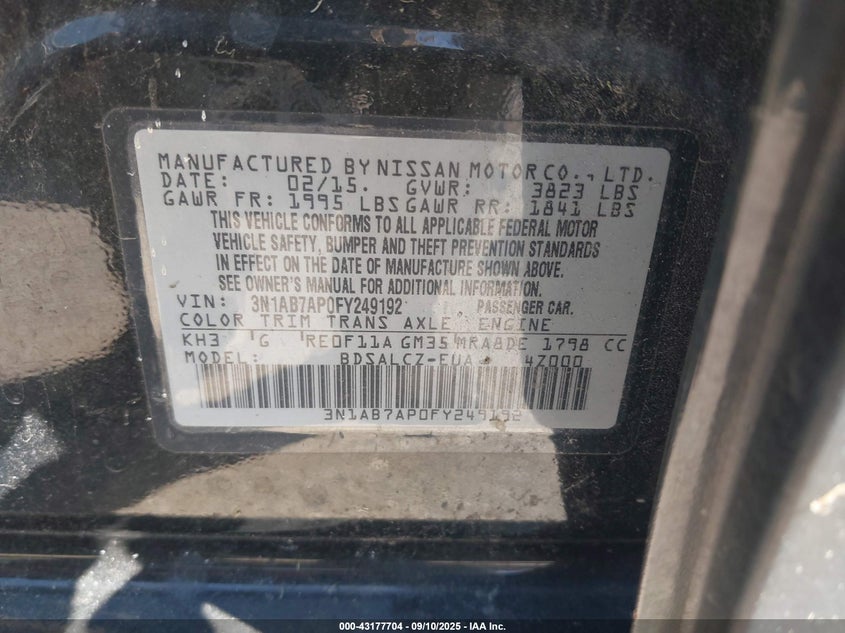 MANUFACTURED BY NISSAN MOTOR CO., LTD.
DATE: 02/15. GVWR: 3823 LBS
GAWR FR: 1995 LBS GAWR RR: 1841 LBS
THIS VEHICLE CONFORMS TO ALL APPLICABLE FEDERAL MOTOR
VEHICLE SAFETY, BUMPER AND THEFT PREVENTION STANDARDS
IN EFFECT ON THE DATE OF MANUFACTURE SHOWN ABOVE.
SEE OWNER'S MANUAL FOR ADDITIONAL INFORMATION.
VIN: 3N1AB7AP0FY249192 PASSENGER CAR.
COLOR TRIM TRANS AXLE ENGINE
KH3 G RE0F11A GM35 MRA8DE 1798 CC
MODEL: BDSALCZ-EUA 47000
3N1AB7AP0FY249192
000-43177704 - 09/10/2025 - IAA Inc.